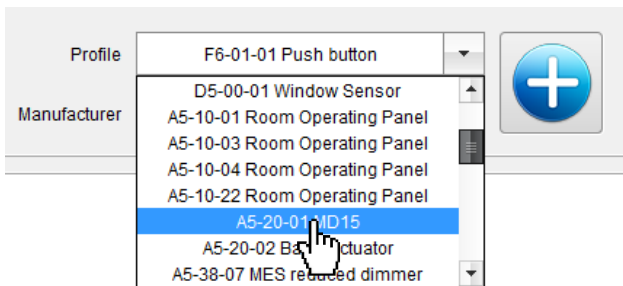 Profile
F6-01-01 Push button
D5-00-01 Window Sensor
Manufacturer
A5-10-01 Room Operating Panel
A5-10-03 Room Operating Panel
A5-10-04 Room Operating Panel
A5-10-22 Room Operating Panel
A5-20-01 MD15
A5-20-02 Ba ctuator
A5-38-07 MES reduced dimmer